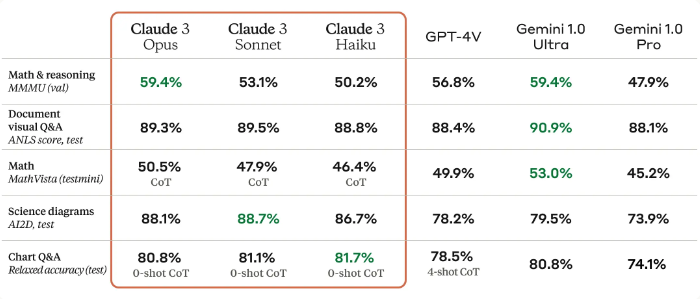 Claude 3 Opus
Claude 3 Sonnet
Claude 3 Haiku
GPT-4V
Gemini 1.0 Ultra
Gemini 1.0 Pro
Math & reasoning
MMMU (val)
59.4% 53.1% 50.2% 56.8% 59.4% 47.9%
Document
visual Q&A
ANLS score, test
89.3% 89.5% 88.8% 88.4% 90.9% 88.1%
Math
MathVista (testmini)
50.5% 47.9% 46.4% 49.9% 53.0% 45.2%
CoT CoT CoT
Science diagrams
AI2D, test
88.1% 88.7% 86.7% 78.2% 79.5% 73.9%
Chart Q&A
Relaxed accuracy (test)
80.8% 81.1% 81.7% 78.5% 80.8% 74.1%
0-shot CoT 0-shot CoT 0-shot CoT 4-shot CoT